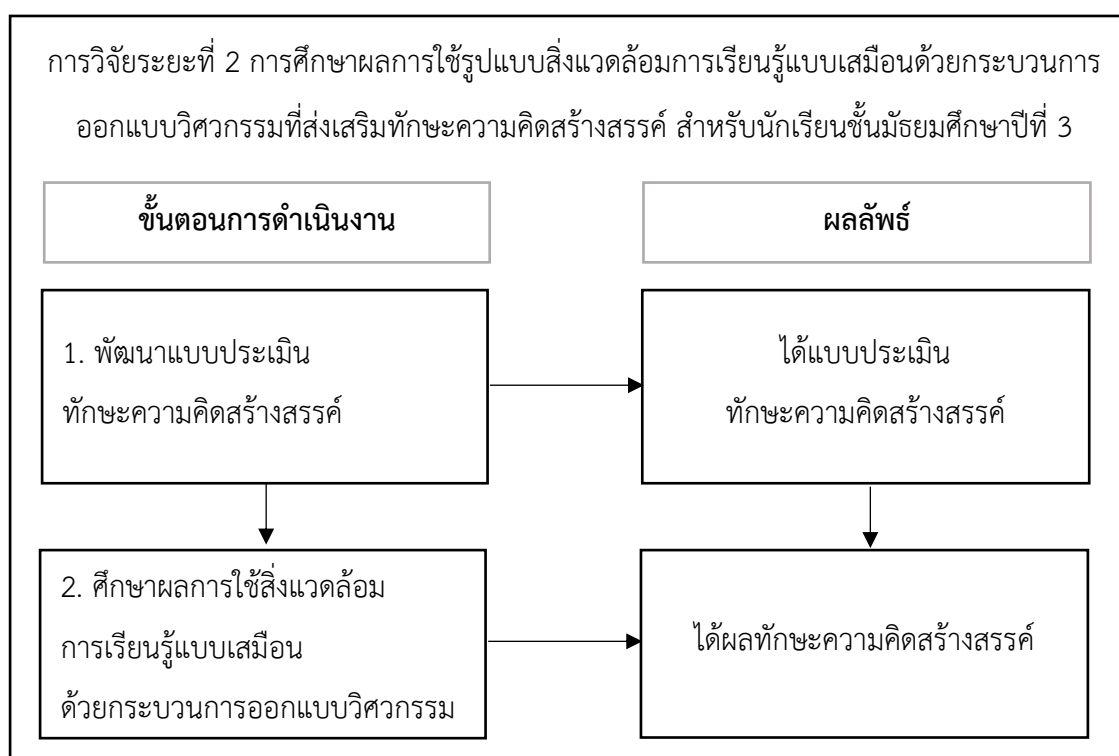 การวิจัยระยะที่ 2 การศึกษาผลการใช้รูปแบบสิ่งแวดล้อมการเรียนรู้แบบเสมือนด้วยกระบวนการ
ออกแบบวิศวกรรมที่ส่งเสริมทักษะความคิดสร้างสรรค์ สำหรับนักเรียนชั้นมัธยมศึกษาปีที่ 3
ขั้นตอนการดำเนินงาน
ผลลัพธ์
1. พัฒนาแบบประเมิน
ทักษะความคิดสร้างสรรค์
ได้แบบประเมิน
ทักษะความคิดสร้างสรรค์
2. ศึกษาผลการใช้สิ่งแวดล้อม
การเรียนรู้แบบเสมือน
ด้วยกระบวนการออกแบบวิศวกรรม
ได้ผลทักษะความคิดสร้างสรรค์